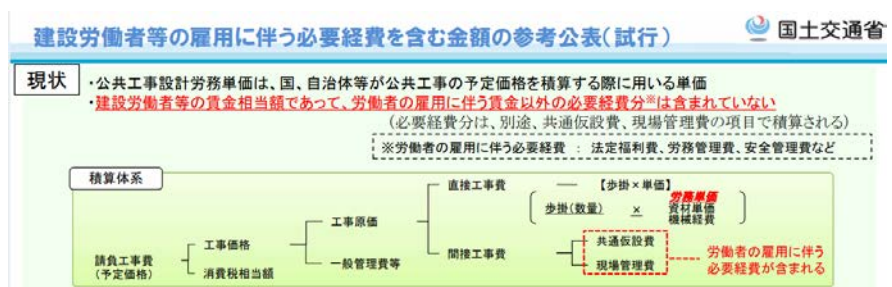 建設労働者等の雇用に伴う必要経費を含む金額の参考公表(試行)
国土交通省
現状
・公共工事設計労務単価は、国、自治体等が公共工事の予定価格を積算する際に用いる単価
・建設労働者等の賃金相当額であって、労働者の雇用に伴う賃金以外の必要経費分※は含まれていない
(必要経費分は、別途、共通仮設費、現場管理費の項目で積算される)
※労働者の雇用に伴う必要経費 : 法定福利費、労務管理費、安全管理費など
積算体系
直接工事費 ― 【歩掛×単価】
労務単価
歩掛(数量) × 資材単価
機械経費
工事原価
工事価格
共通仮設費
請負工事費
(予定価格)
一般管理費等
間接工事費
労働者の雇用に伴う
必要経費が含まれる
消費税相当額
現場管理費